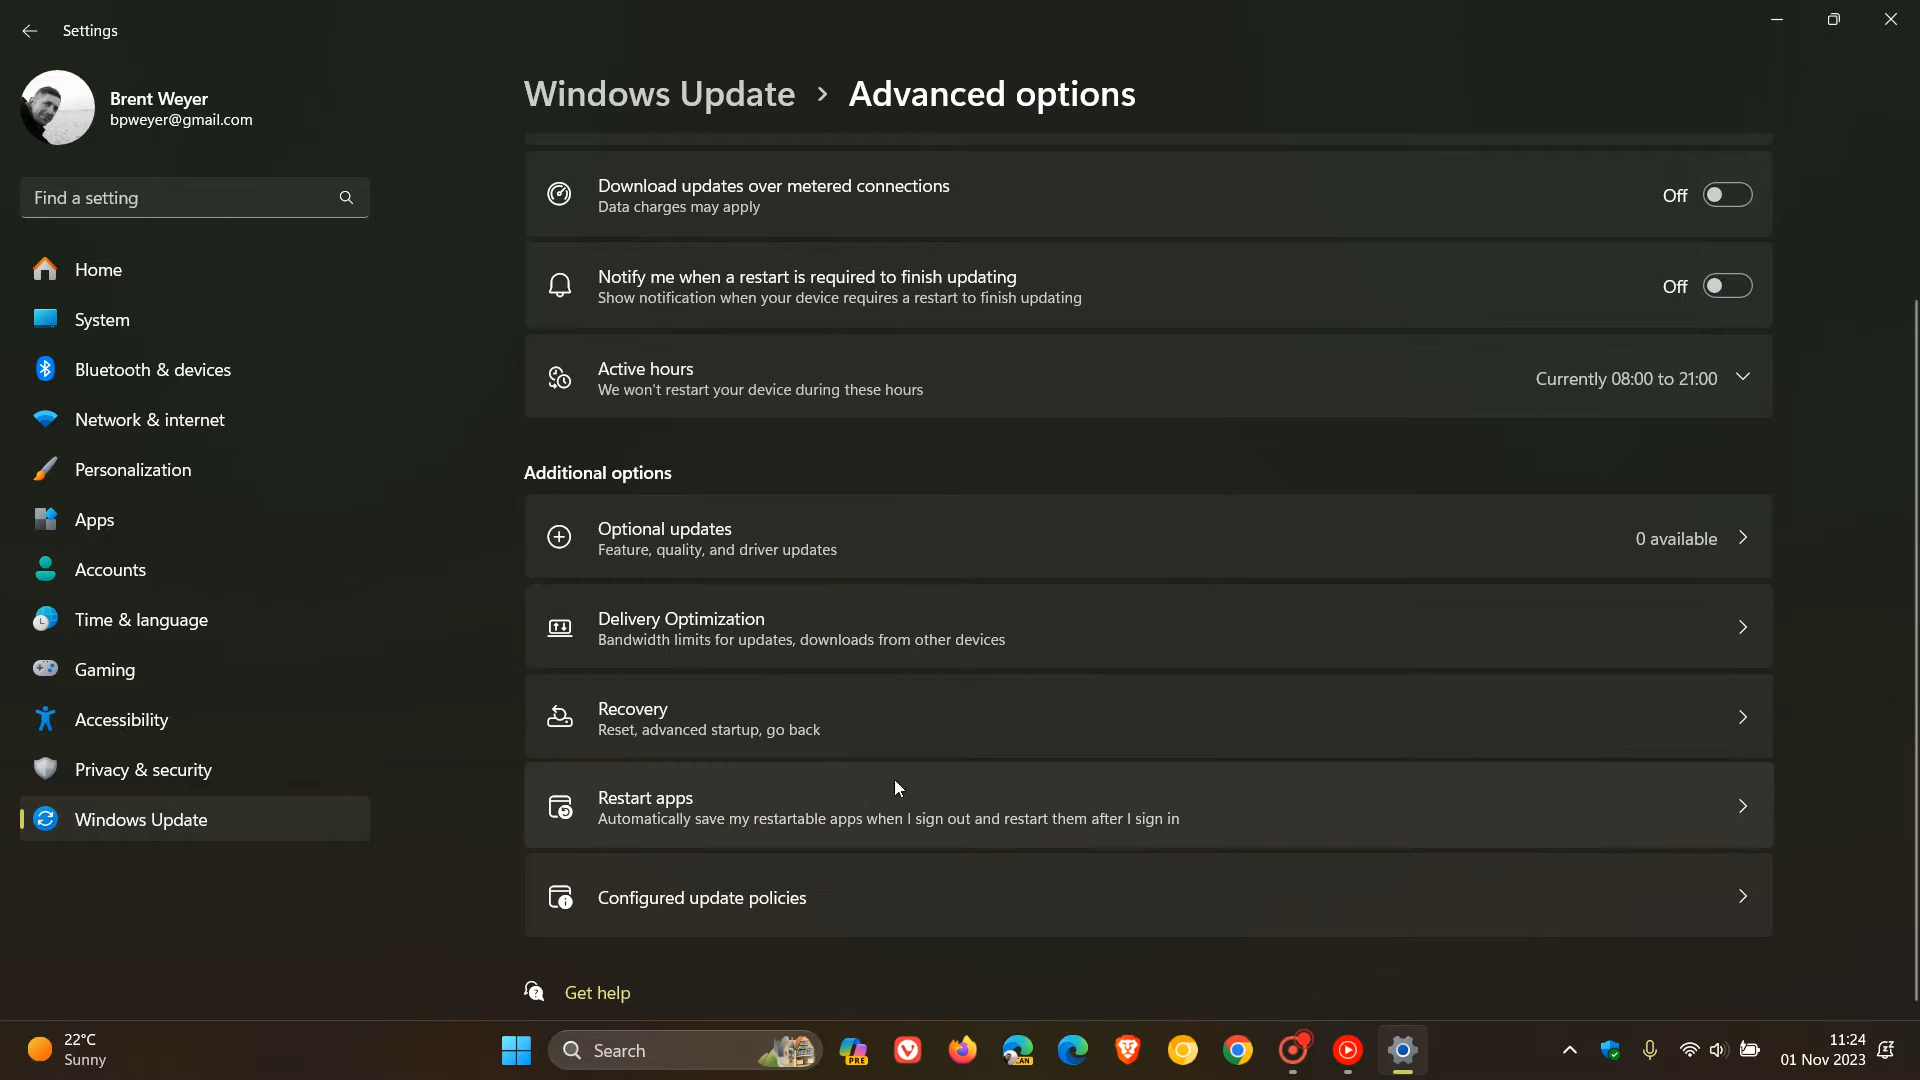 Settings
Brent Weyer
bpweyer@gmail.com
Find a setting
Home
System
Bluetooth & devices
Network & internet
Personalization
Apps
Accounts
Time & language
Gaming
Accessibility
Privacy & security
Windows Update
Windows Update › Advanced options
Download updates over metered connections
Data charges may apply
Off
Notify me when a restart is required to finish updating
Show notification when your device requires a restart to finish updating
Off
Active hours
We won't restart your device during these hours
Currently 08:00 to 21:00
Additional options
Optional updates
Feature, quality, and driver updates
0 available
Delivery Optimization
Bandwidth limits for updates, downloads from other devices
Recovery
Reset, advanced startup, go back
Restart apps
Automatically save my restartable apps when I sign out and restart them after I sign in
Configured update policies
Get help
22°C
Sunny
Search
PRE
CAN
11:24
01 Nov 2023